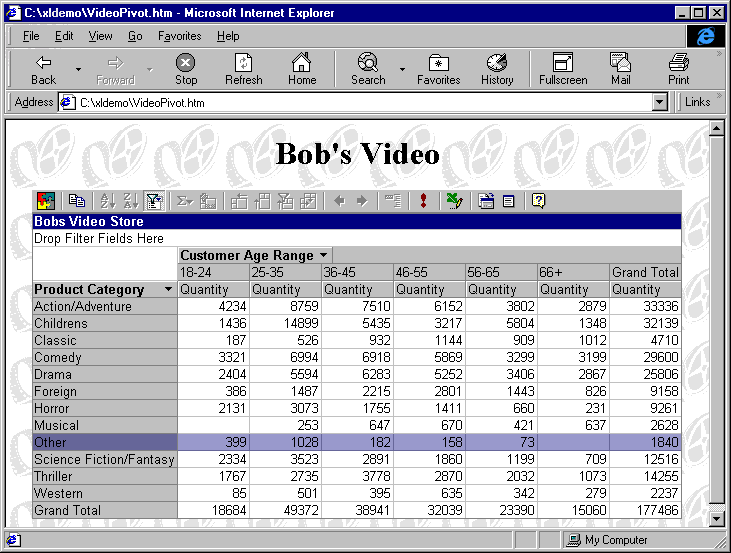 C:\xldemo\VideoPivot.htm - Microsoft Internet Explorer
File Edit View Go Favorites Help
Back Forward Stop Refresh Home Search Favorites History Fullscreen Mail Print
Address C:\xldemo\VideoPivot.htm Links
Bob's Video
Bobs Video Store
Drop Filter Fields Here
Customer Age Range
18-24 25-35 36-45 46-55 56-65 66+ Grand Total
Product Category Quantity Quantity Quantity Quantity Quantity Quantity Quantity
Action/Adventure 4234 8759 7510 6152 3802 2879 33336
Childrens 1436 14899 5435 3217 5804 1348 32139
Classic 187 526 932 1144 909 1012 4710
Comedy 3321 6994 6918 5869 3299 3199 29600
Drama 2404 5594 6283 5252 3406 2867 25806
Foreign 386 1487 2215 2801 1443 826 9158
Horror 2131 3073 1755 1411 660 231 9261
Musical 253 647 670 421 637 2628
Other 399 1028 182 158 73 1840
Science Fiction/Fantasy 2334 3523 2891 1860 1199 709 12516
Thriller 1767 2735 3778 2870 2032 1073 14255
Western 85 501 395 635 342 279 2237
Grand Total 18684 49372 38941 32039 23390 15060 177486
My Computer